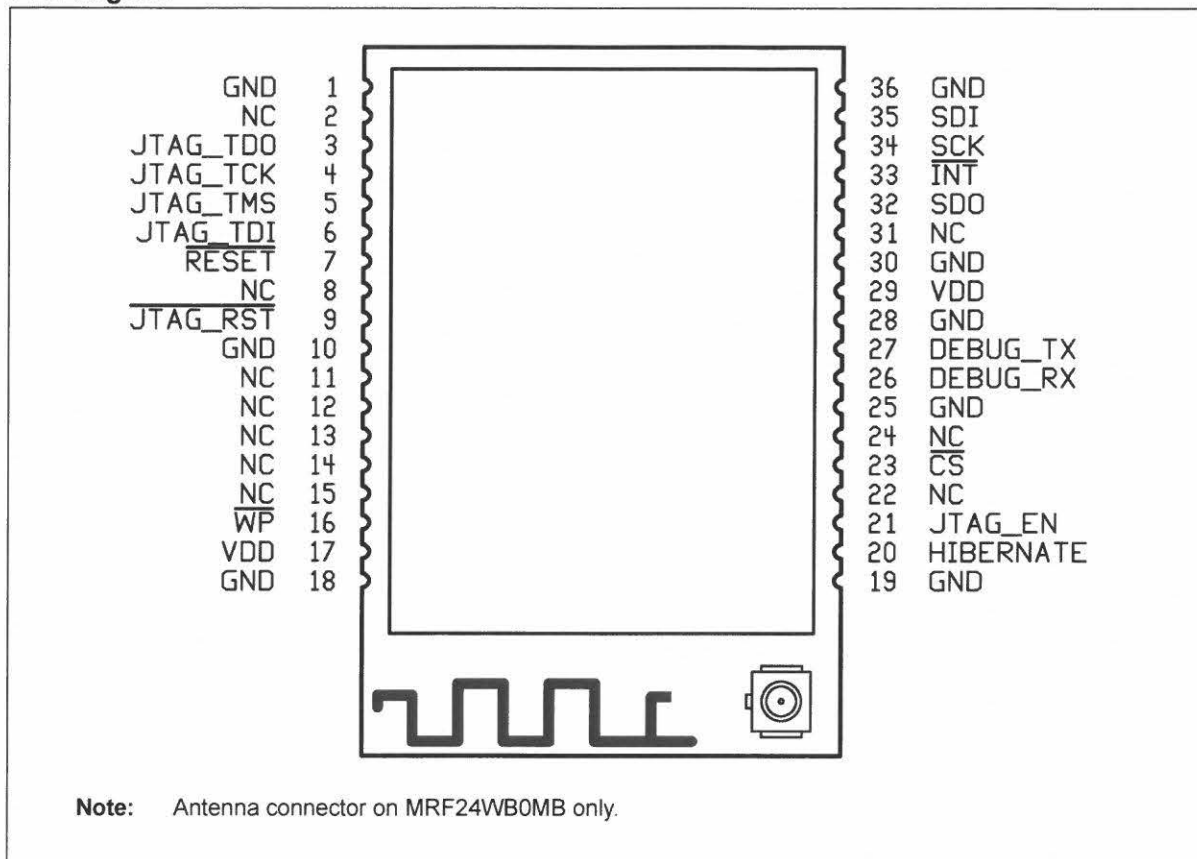 GND 1
NC 2
JTAG_TDO 3
JTAG_TCK 4
JTAG_TMS 5
JTAG_TDI 6
RESET 7
NC 8
JTAG_RST 9
GND 10
NC 11
NC 12
NC 13
NC 14
NC 15
WP 16
VDD 17
GND 18
36 GND
35 SDI
34 SCK
33 INT
32 SDO
31 NC
30 GND
29 VDD
28 GND
27 DEBUG_TX
26 DEBUG_RX
25 GND
24 NC
23 CS
22 NC
21 JTAG_EN
20 HIBERNATE
19 GND
Note: Antenna connector on MRF24WB0MB only.